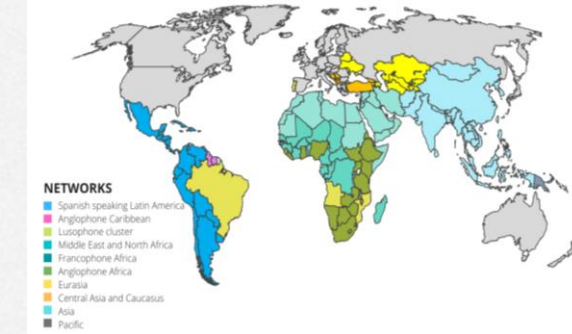 NETWORKS
Spanish speaking Latin America
Anglophone Caribbean
Lusophone cluster
Middle East and North Africa
Francophone Africa
Anglophone Africa
Eurasia
Central Asia and Caucasus
Asia
Pacific